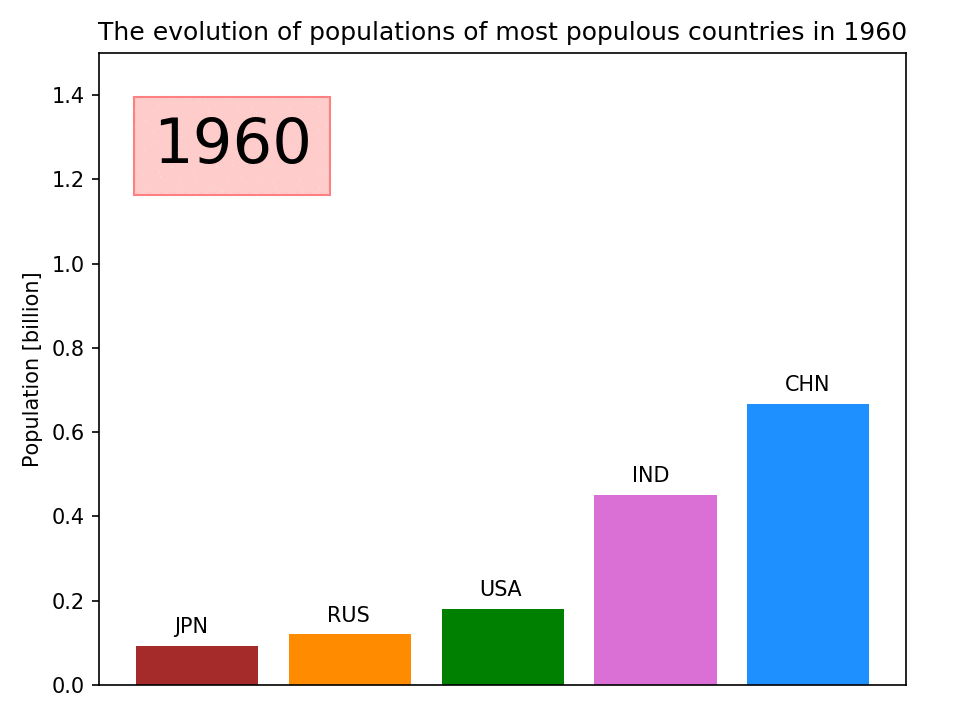 The evolution of populations of most populous countries in 1960
1960
Population [billion]
1.4
1.2
1.0
0.8
0.6
0.4
0.2
0.0
JPN
RUS
USA
IND
CHN